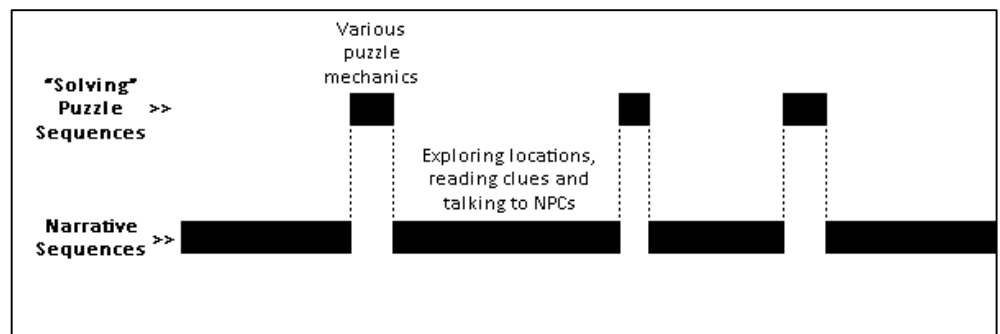 Various
puzzle
mechanics
“Solving”
Puzzle >>
Sequences
Exploring locations,
reading clues and
talking to NPCs
Narrative
Sequences >>